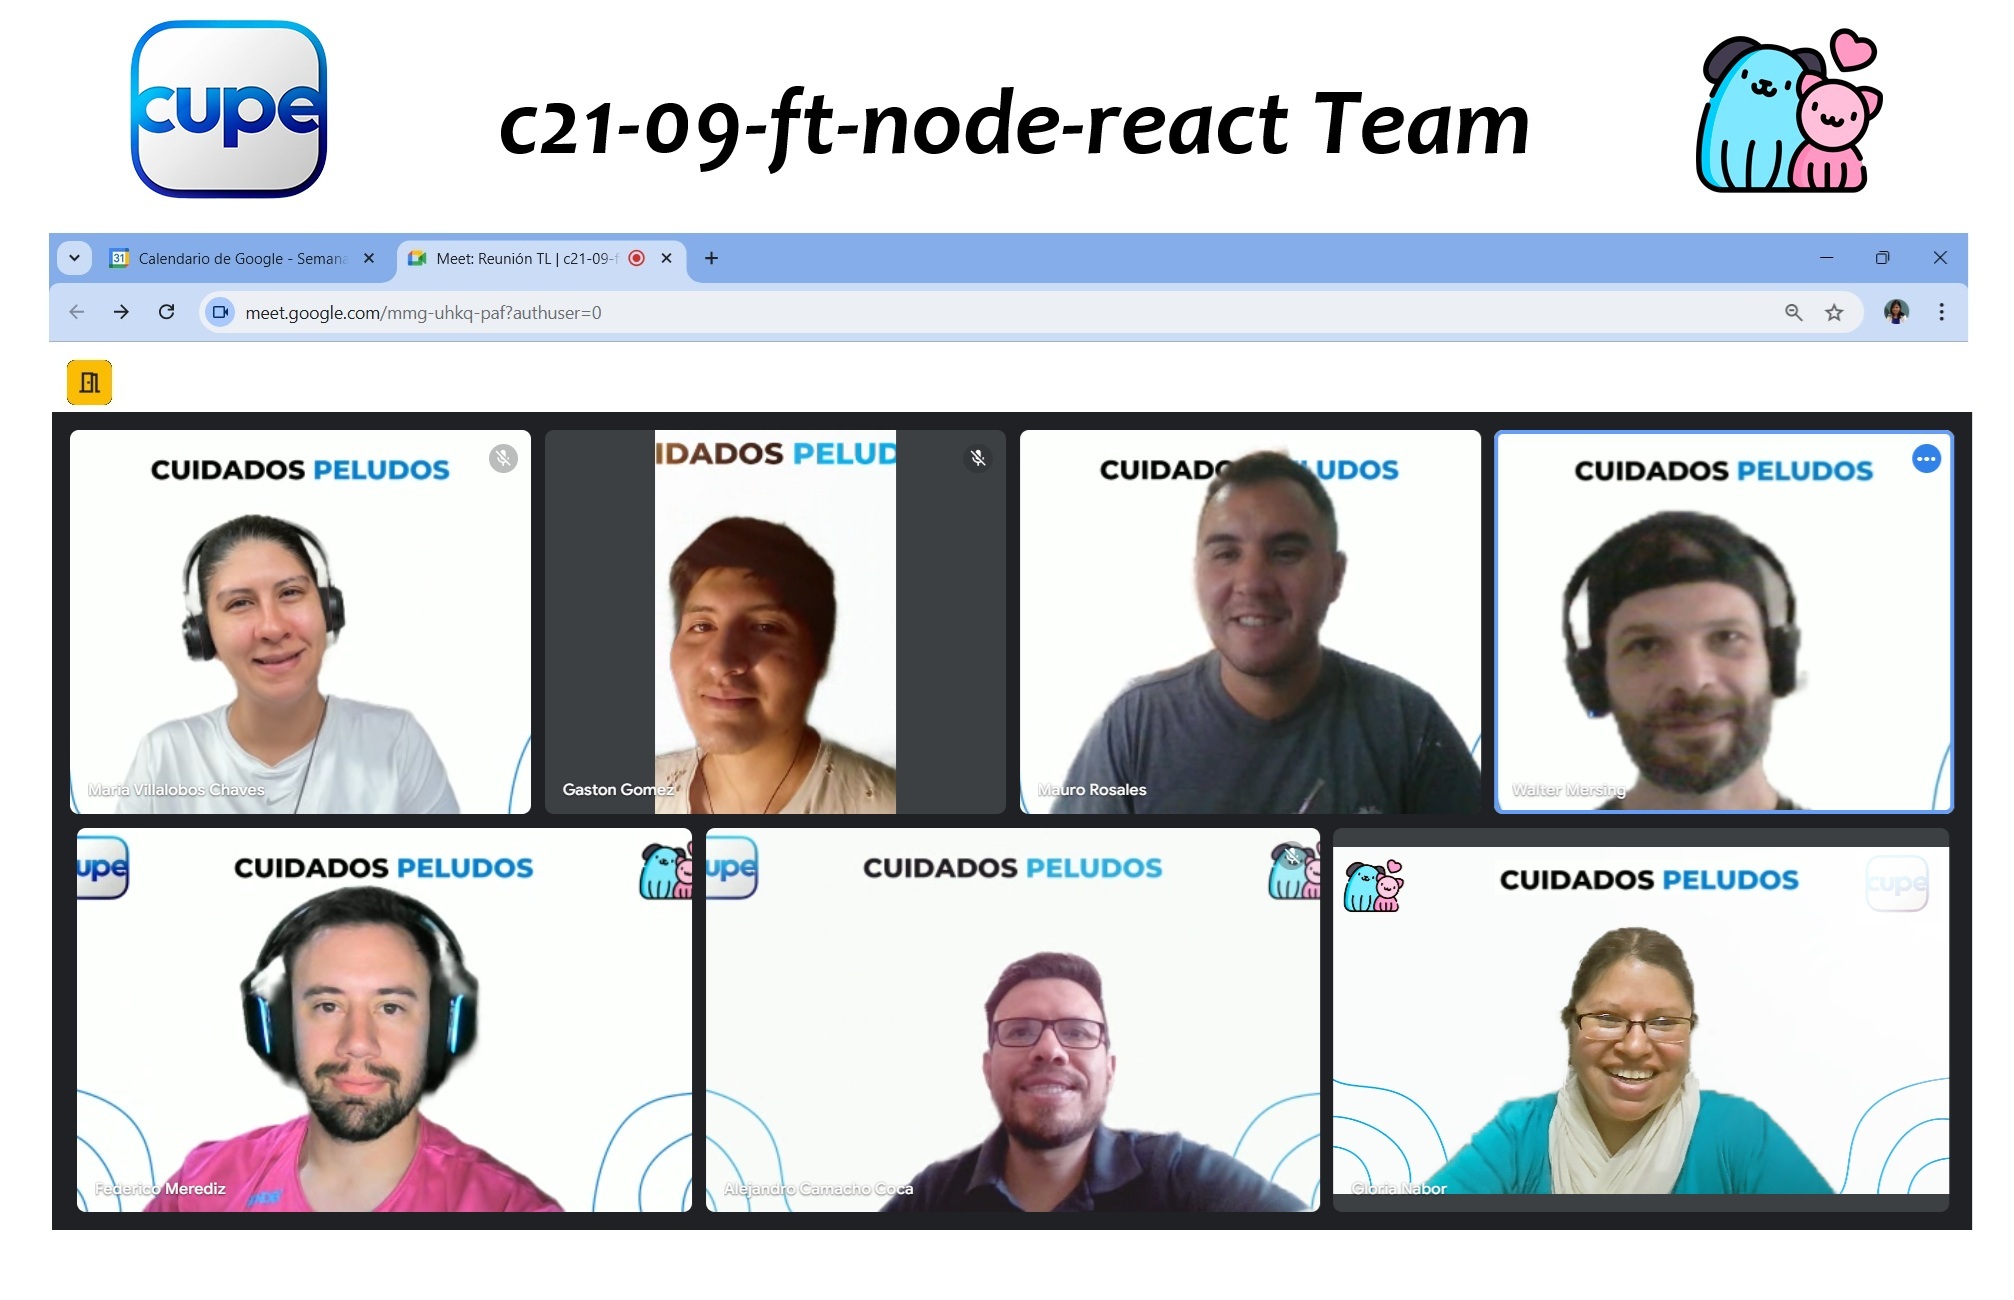 cupe
c21-09-ft-node-react Team
31
Calendario de Google - Semana
Meet: Reunión TL | c21-09-f
meet.google.com/mmg-uhkq-paf?authuser=0
CUIDADOS PELUDOS
Maria Villalobos Chaves
IDADOS PELUD
Gaston Gomez
CUIDADO LUDOS
Mauro Rosales
CUIDADOS PELUDOS
Walter Mersing
upe
CUIDADOS PELUDOS
Federico Merediz
upe
CUIDADOS PELUDOS
Alejandro Camacho Coca
CUIDADOS PELUDOS
cupe
Gloria Nabor